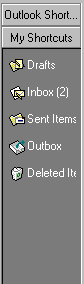 Outlook Short...
My Shortcuts
Drafts
Inbox (2)
Sent Items
Outbox
Deleted Ite